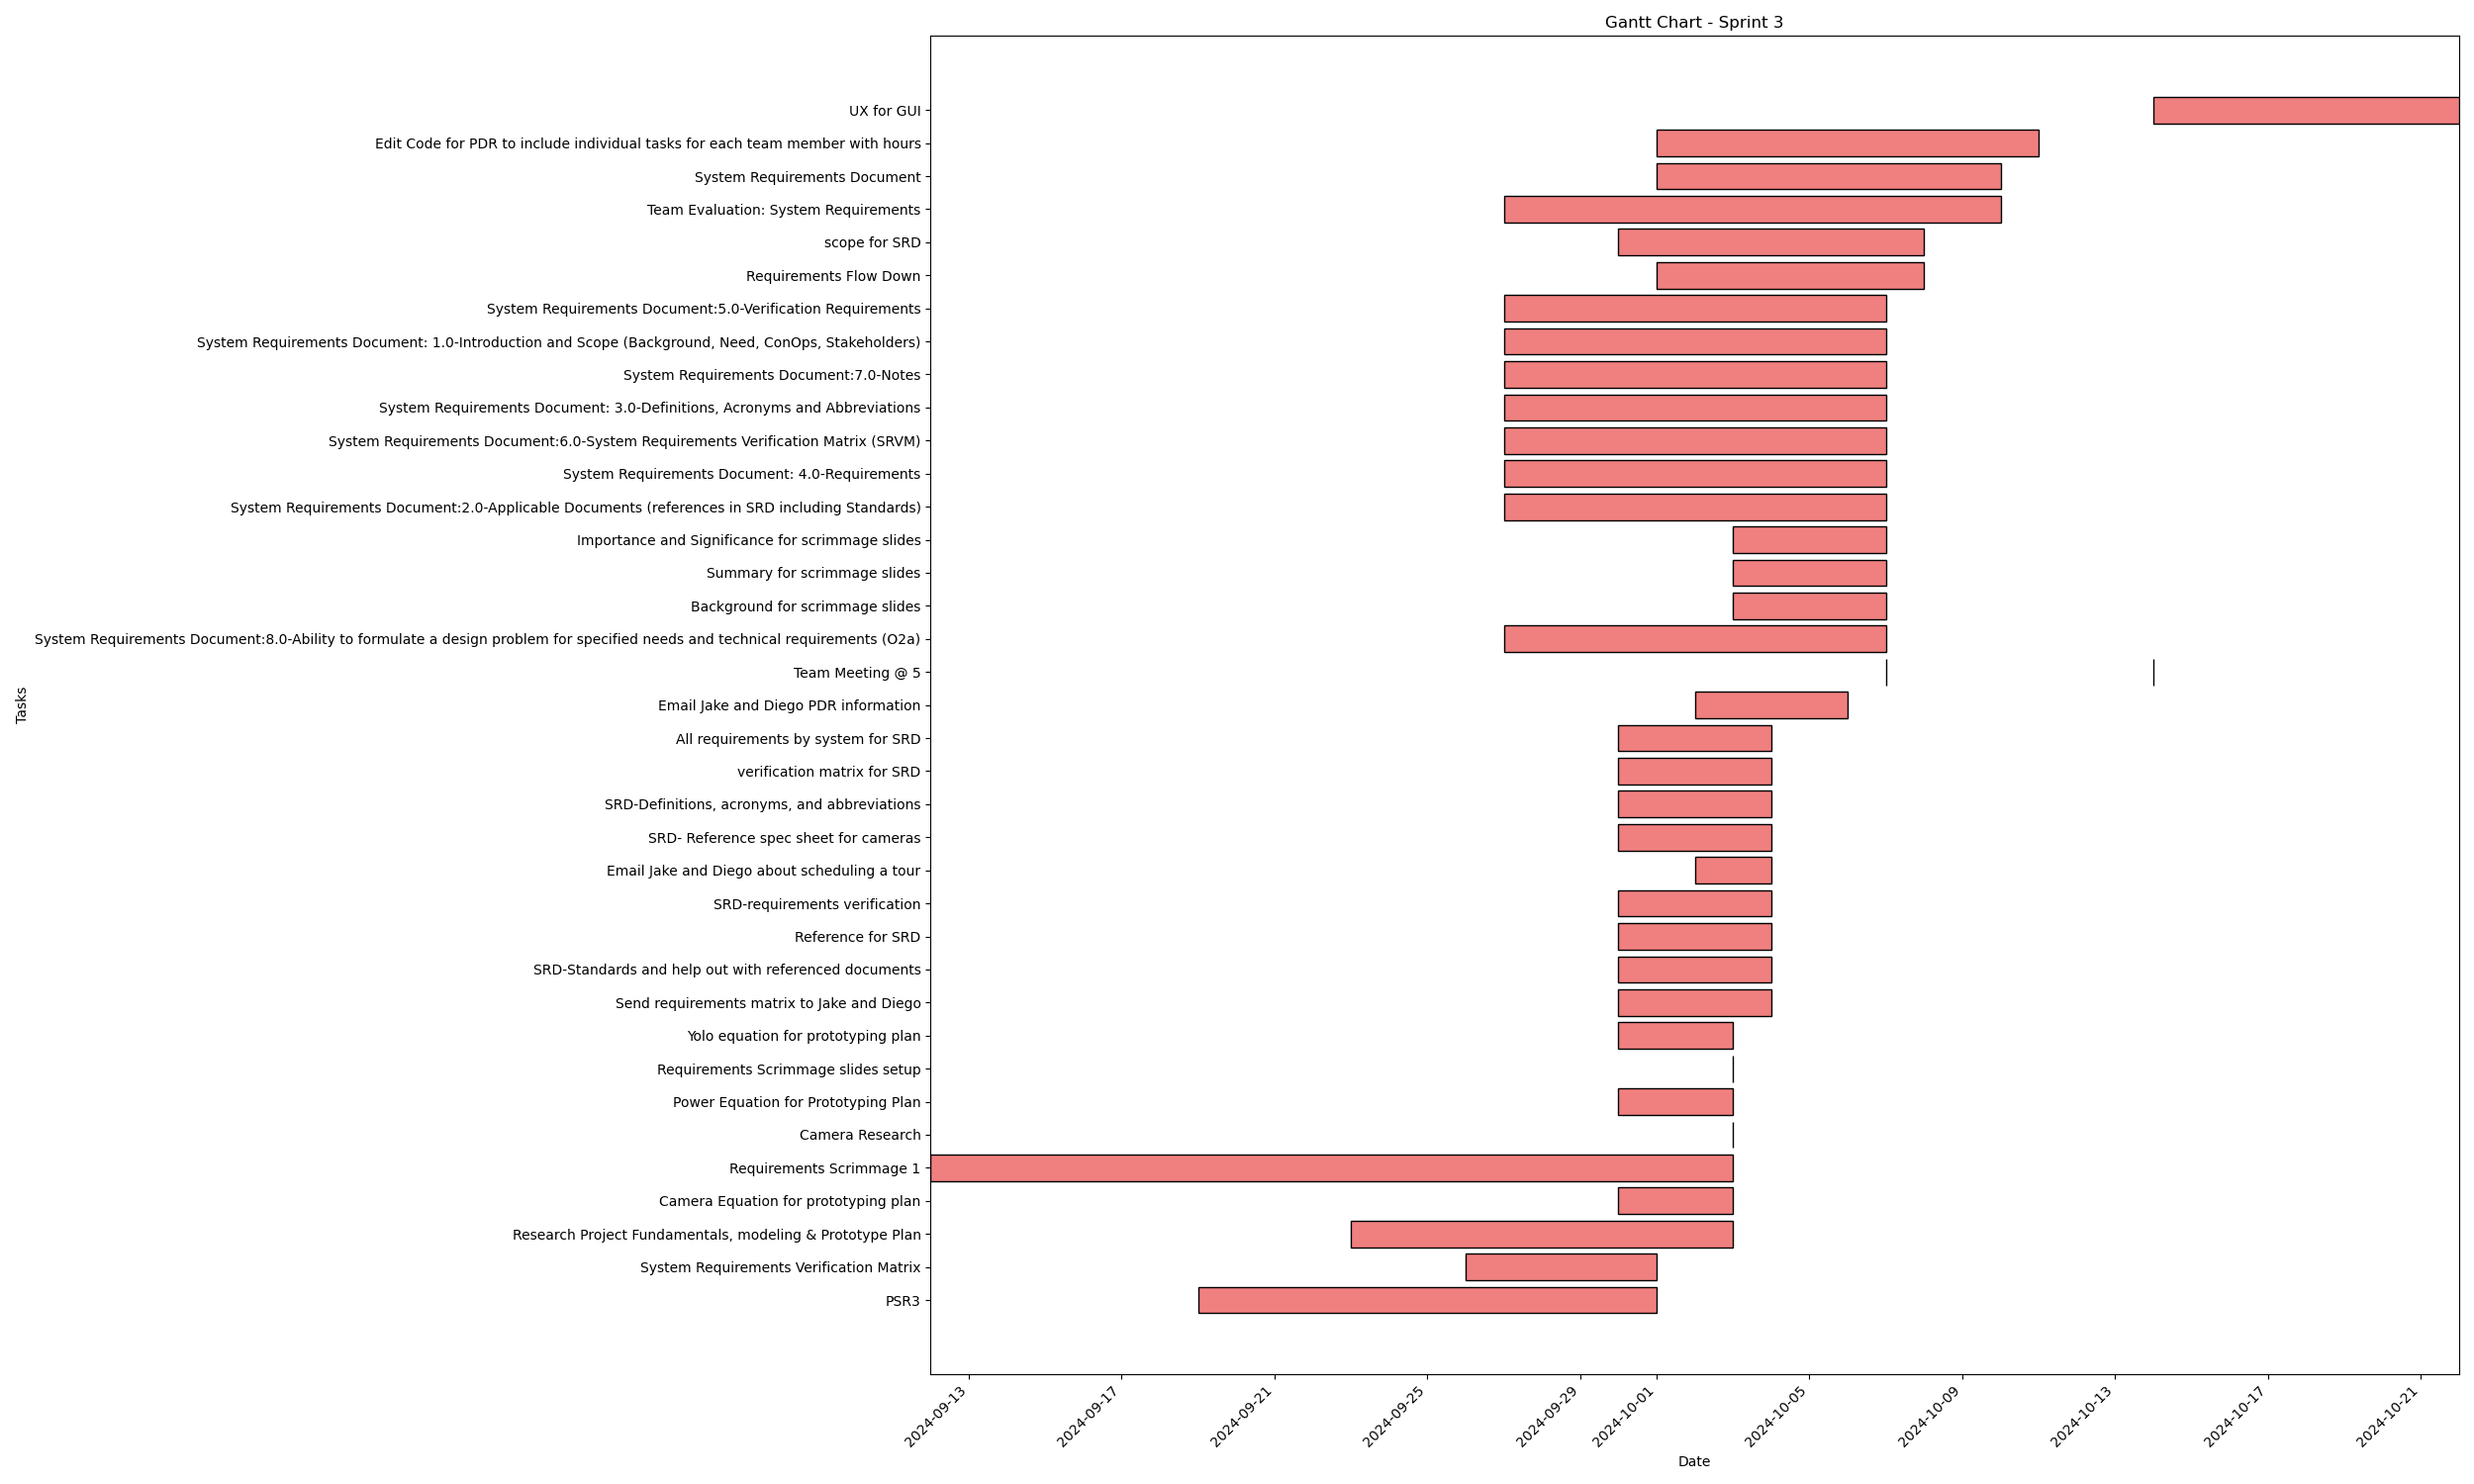 Gantt Chart - Sprint 3
UX for GUI
Edit Code for PDR to include individual tasks for each team member with hours
System Requirements Document
Team Evaluation: System Requirements
scope for SRD
Requirements Flow Down
System Requirements Document:5.0-Verification Requirements
System Requirements Document: 1.0-Introduction and Scope (Background, Need, ConOps, Stakeholders)
System Requirements Document:7.0-Notes
System Requirements Document: 3.0-Definitions, Acronyms and Abbreviations
System Requirements Document:6.0-System Requirements Verification Matrix (SRVM)
System Requirements Document: 4.0-Requirements
System Requirements Document:2.0-Applicable Documents (references in SRD including Standards)
Importance and Significance for scrimmage slides
Summary for scrimmage slides
Background for scrimmage slides
System Requirements Document:8.0-Ability to formulate a design problem for specified needs and technical requirements (O2a)
Team Meeting @ 5
Email Jake and Diego PDR information
All requirements by system for SRD
verification matrix for SRD
SRD-Definitions, acronyms, and abbreviations
SRD- Reference spec sheet for cameras
Email Jake and Diego about scheduling a tour
SRD-requirements verification
Reference for SRD
SRD-Standards and help out with referenced documents
Send requirements matrix to Jake and Diego
Yolo equation for prototyping plan
Requirements Scrimmage slides setup
Power Equation for Prototyping Plan
Camera Research
Requirements Scrimmage 1
Camera Equation for prototyping plan
Research Project Fundamentals, modeling & Prototype Plan
System Requirements Verification Matrix
PSR3
Tasks
2024-09-13
2024-09-17
2024-09-21
2024-09-25
2024-09-29
2024-10-01
2024-10-05
2024-10-09
2024-10-13
2024-10-17
2024-10-21
Date